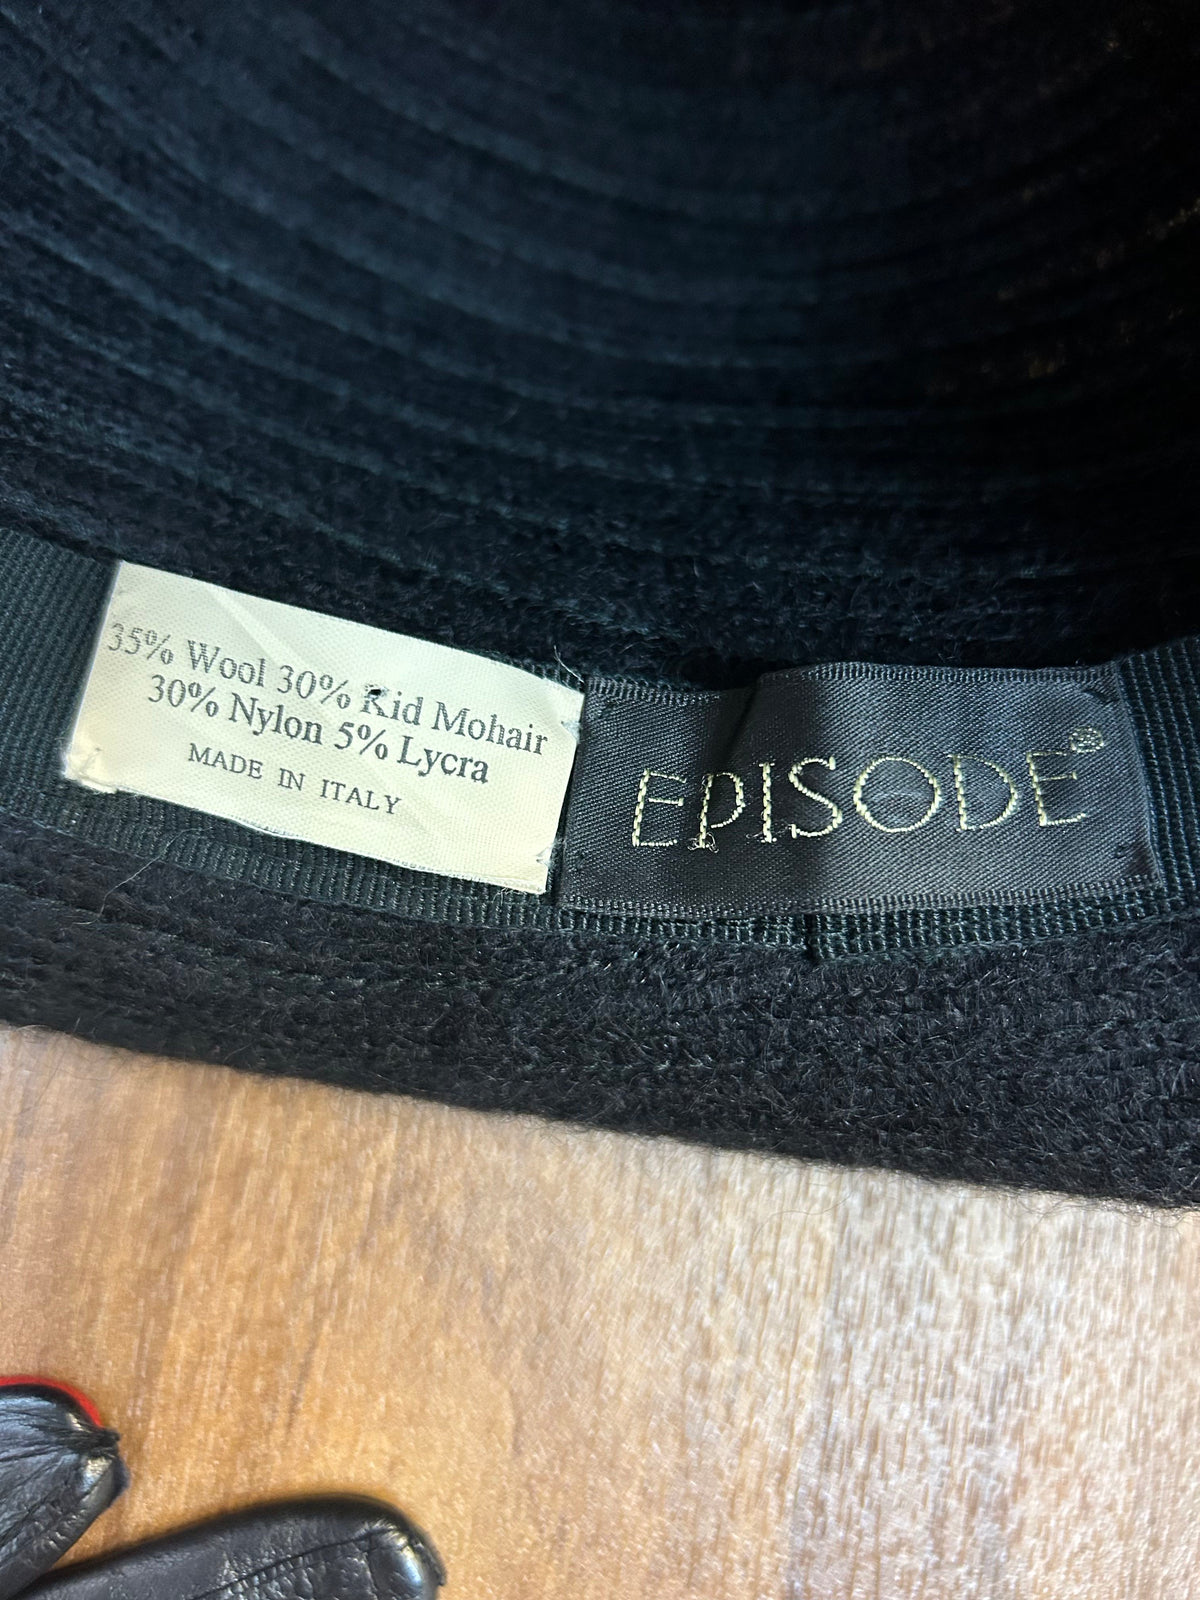 35% Wool 30% Kid Mohair
30% Nylon 5% Lycra
MADE IN ITALY
EPISODE®